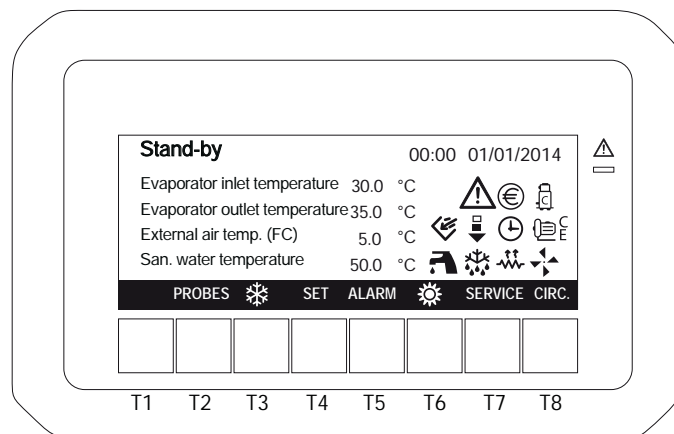 Stand-by 00:00 01/01/2014
Evaporator inlet temperature 30.0 °C
Evaporator outlet temperature 35.0 °C
External air temp. (FC) 5.0 °C
San. water temperature 50.0 °C
€ C
C
E
PROBES SET ALARM SERVICE CIRC.
T1 T2 T3 T4 T5 T6 T7 T8